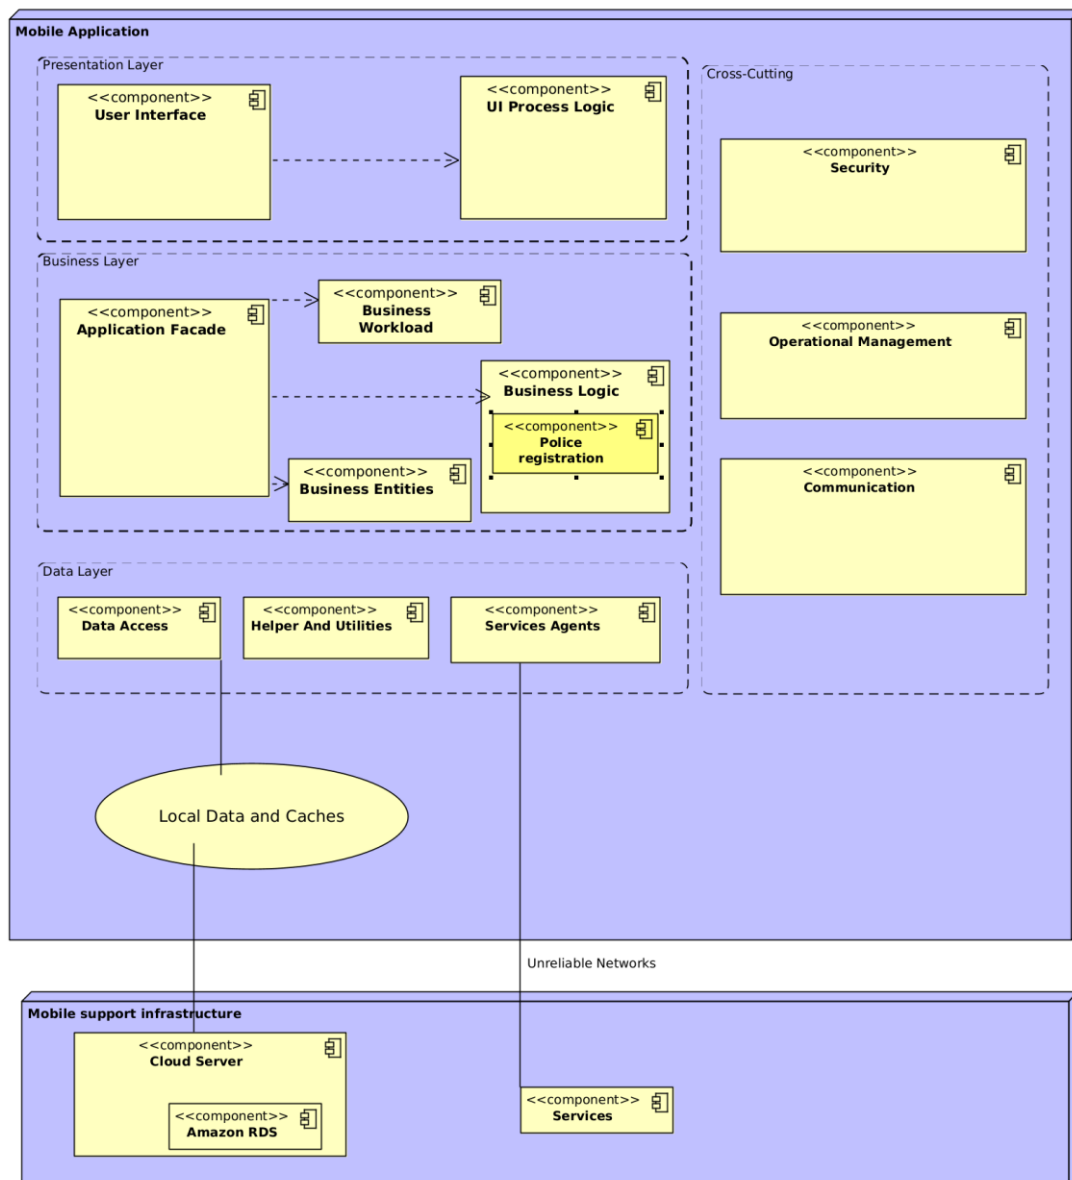 Mobile Application
Presentation Layer
<<component>>
User Interface
<<component>>
UI Process Logic
Cross-Cutting
<<component>>
Security
<<component>>
Operational Management
<<component>>
Communication
Business Layer
<<component>>
Application Facade
<<component>>
Business
Workload
<<component>>
Business Logic
<<component>>
Police
registration
<<component>>
Business Entities
Data Layer
<<component>>
Data Access
<<component>>
Helper And Utilities
<<component>>
Services Agents
Local Data and Caches
Unreliable Networks
Mobile support infrastructure
<<component>>
Cloud Server
<<component>>
Amazon RDS
<<component>>
Services